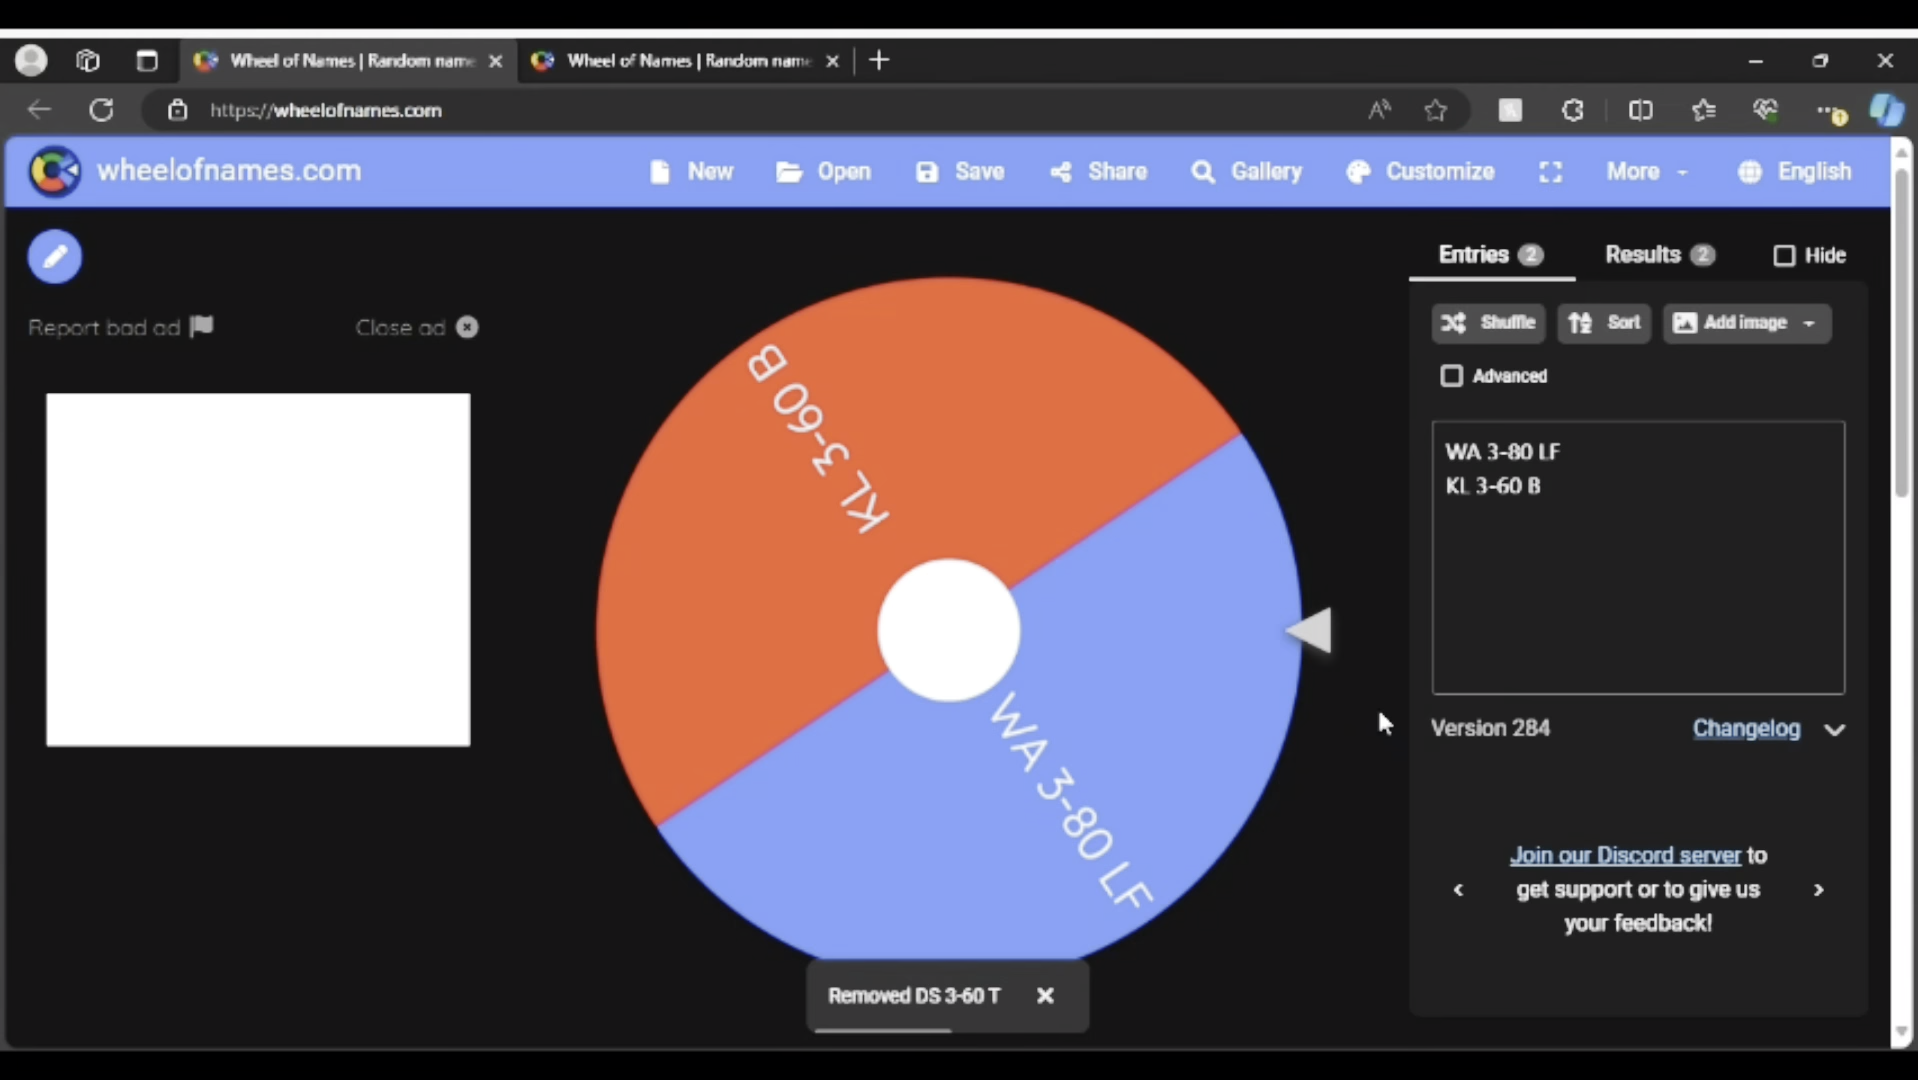 Wheel of Names | Random name
Wheel of Names | Random name
https://wheelofnames.com
wheelofnames.com
New
Open
Save
Share
Gallery
Customize
More
English
Entries 2
Results 2
Hide
Report bad ad
Close ad
Shuffle
Sort
Add image
Advanced
WA 3-80 LF
KL 3-60 B
KL 3-60 B
WA 3-80 LF
Version 284
Changelog
Join our Discord server to
get support or to give us
your feedback!
Removed DS 3-60 T